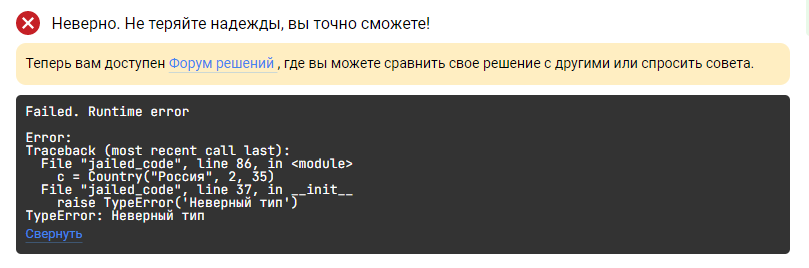 Неверно. Не теряйте надежды, вы точно сможете!
Теперь вам доступен Форум решений , где вы можете сравнить свое решение с другими или спросить совета.
Failed. Runtime error
Error:
Traceback (most recent call last):
  File "jailed_code", line 86, in <module>
    c = Country("Россия", 2, 35)
  File "jailed_code", line 37, in __init__
    raise TypeError('Неверный тип')
TypeError: Неверный тип
Свернуть